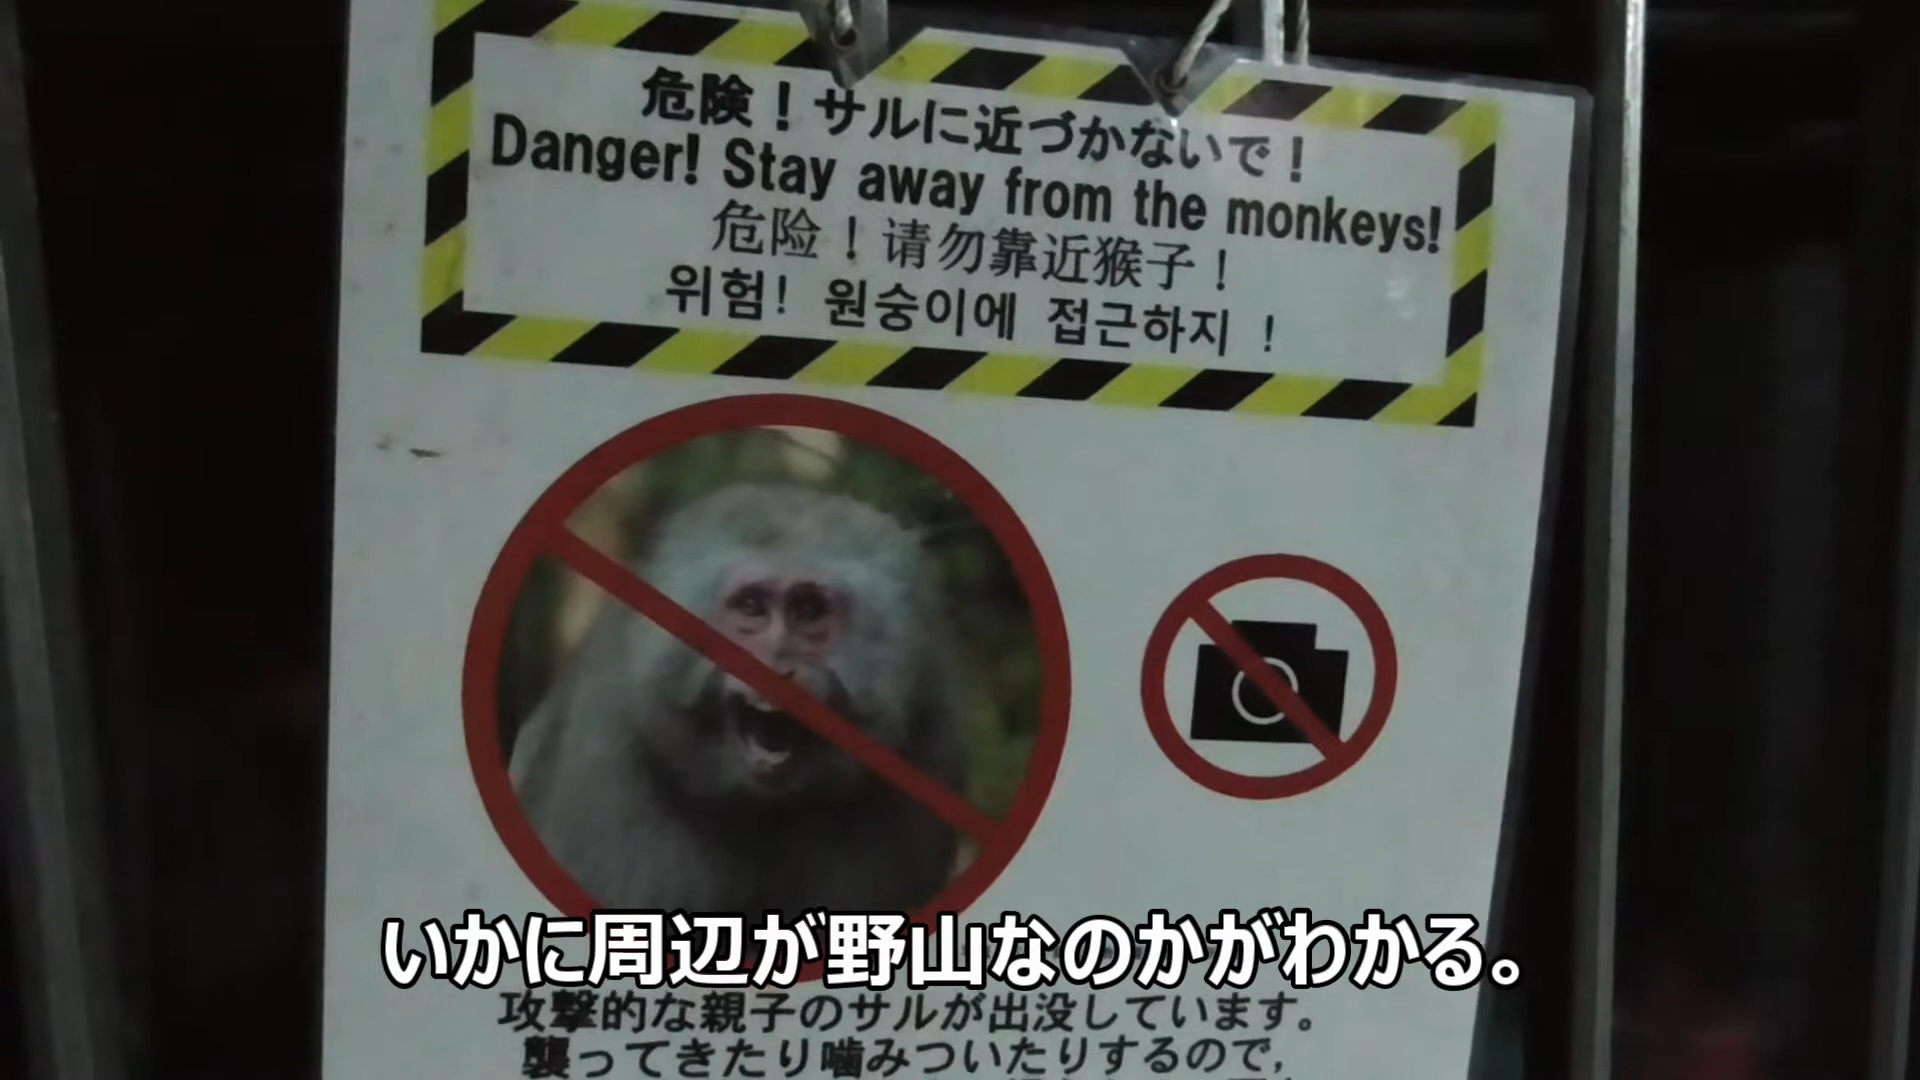 危険！サルに近づかないで！
Danger! Stay away from the monkeys!
危险！请勿靠近猴子！
위험! 원숭이에 접근하지 !
いかに周辺が野山なのかがわかる。
攻撃的な親子のサルが出没しています。
襲ってきたり噛みついたりするので,